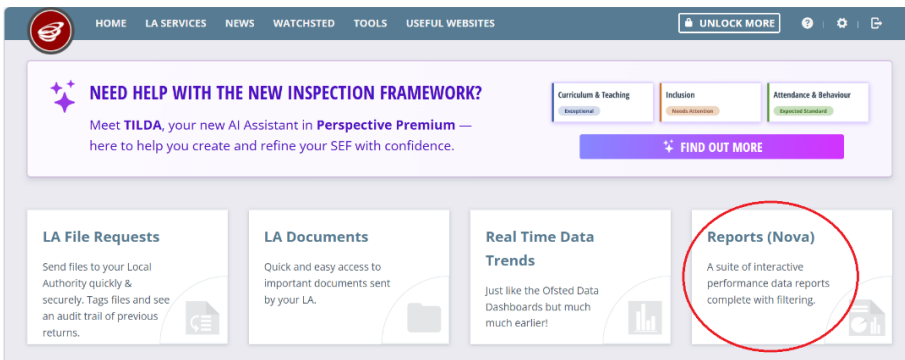 HOME LA SERVICES NEWS WATCHSTED TOOLS USEFUL WEBSITES UNLOCK MORE
NEED HELP WITH THE NEW INSPECTION FRAMEWORK?
Meet TILDA, your new AI Assistant in Perspective Premium —
here to help you create and refine your SEF with confidence.
Curriculum & Teaching
Exceptional
Inclusion
Needs Attention
Attendance & Behaviour
Expected Standard
FIND OUT MORE
LA File Requests
Send files to your Local
Authority quickly &
securely. Tags files and see
an audit trail of previous
returns.
LA Documents
Quick and easy access to
important documents sent
by your LA.
Real Time Data
Trends
Just like the Ofsted Data
Dashboards but much
much earlier!
Reports (Nova)
A suite of interactive
performance data reports
complete with filtering.